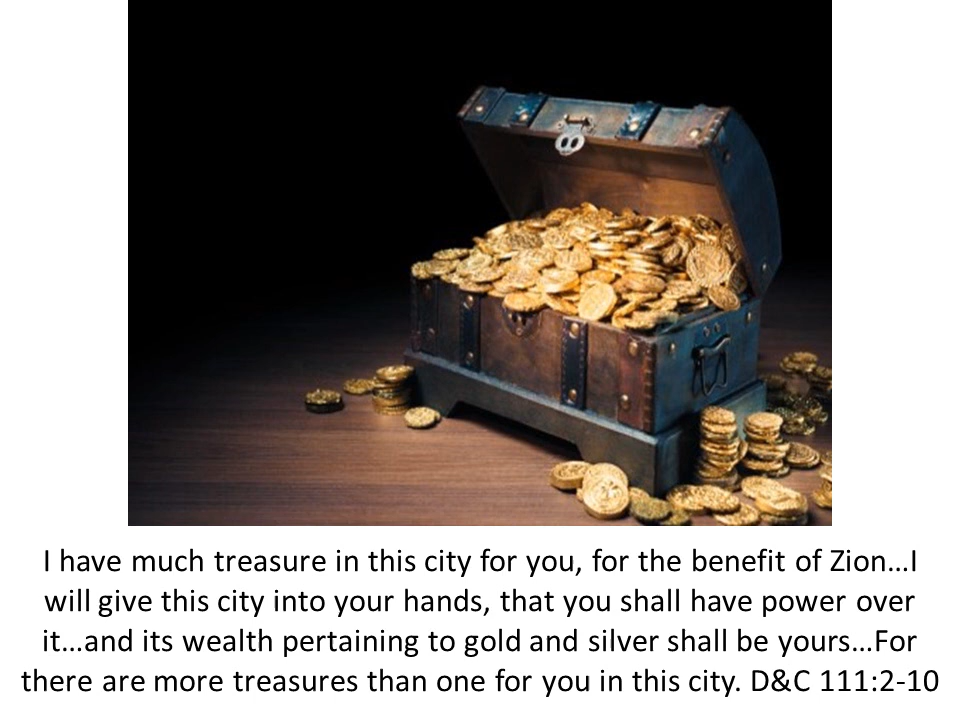 I have much treasure in this city for you, for the benefit of Zion…I
will give this city into your hands, that you shall have power over
it…and its wealth pertaining to gold and silver shall be yours…For
there are more treasures than one for you in this city. D&C 111:2-10